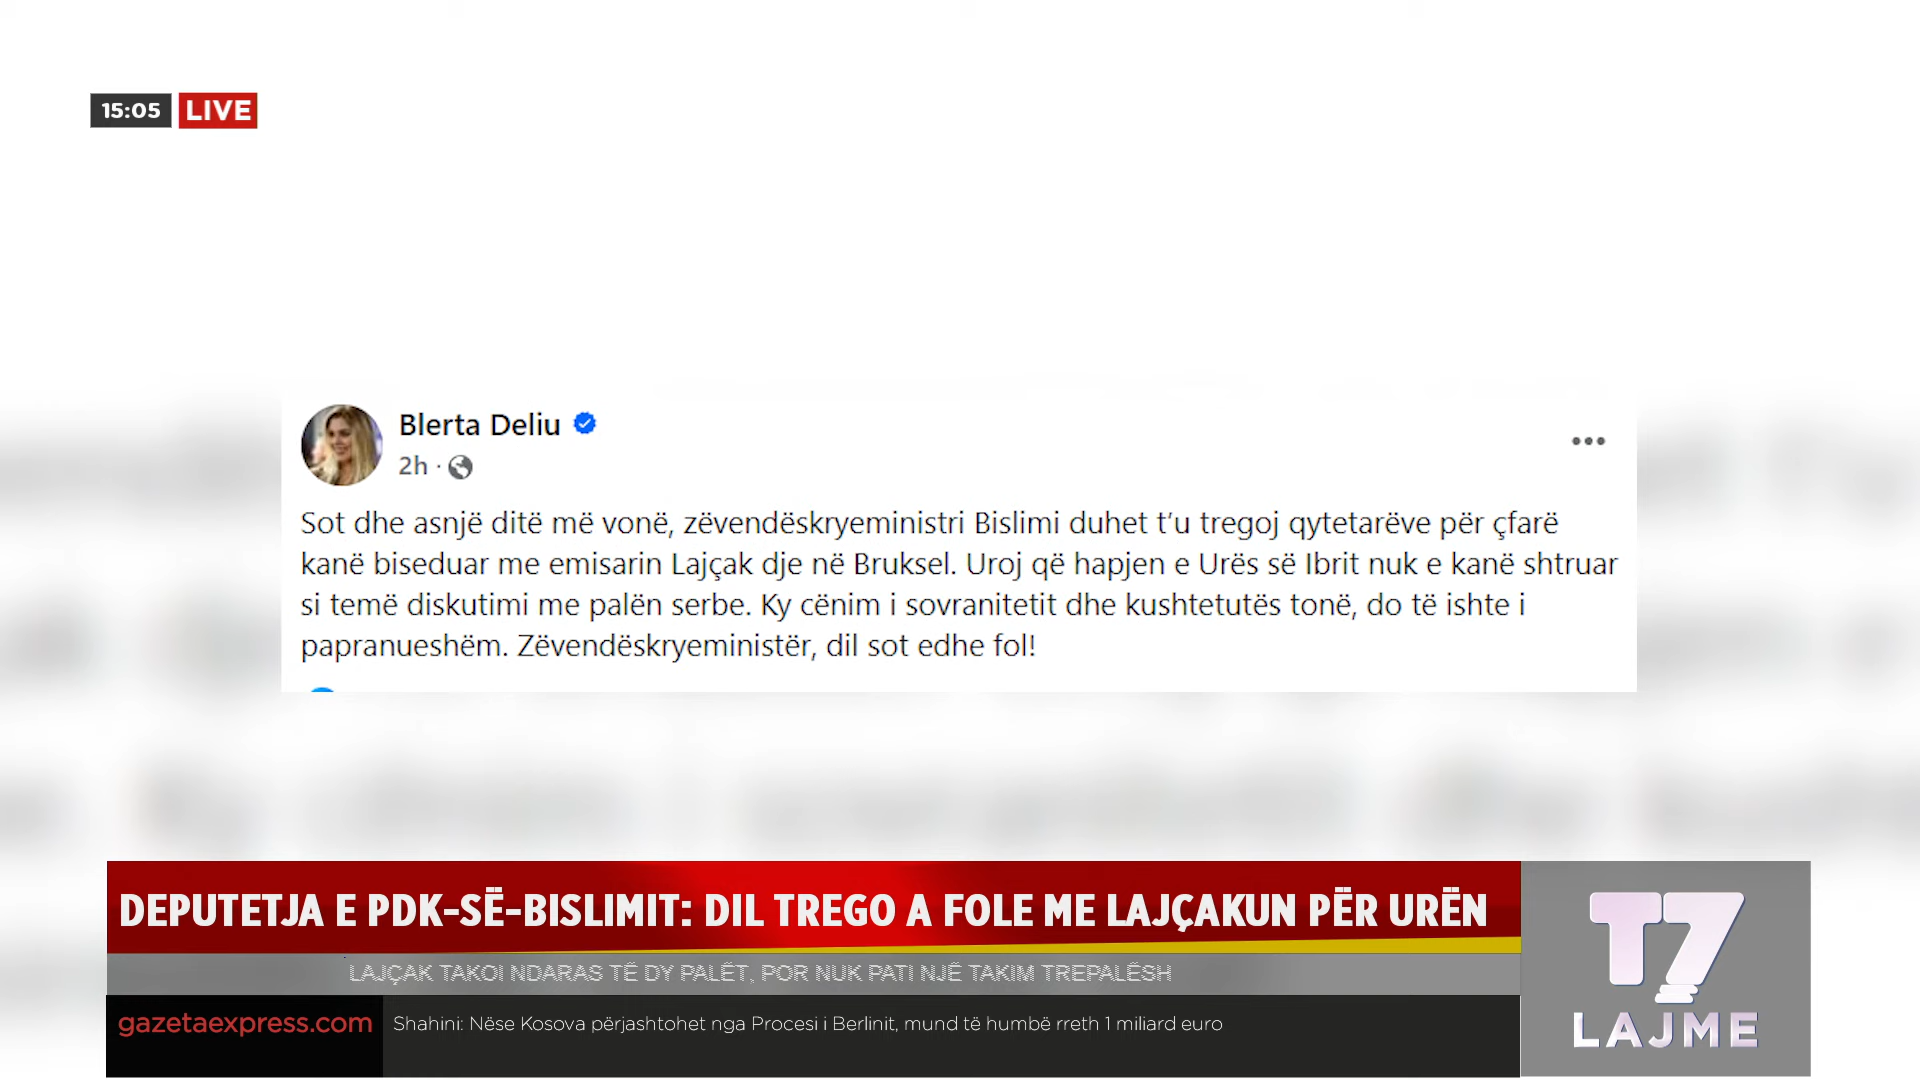 15:05 LIVE
Blerta Deliu
2h ·
Sot dhe asnjë ditë më vonë, zëvendëskryeministri Bislimi duhet t’u tregoj qytetarëve për çfarë
kanë biseduar me emisarin Lajçak dje në Bruksel. Uroj që hapjen e Urës së Ibrit nuk e kanë shtruar
si temë diskutimi me palën serbe. Ky cënim i sovranitetit dhe kushtetutës tonë, do të ishte i
papranueshëm. Zëvendëskryeministër, dil sot edhe fol!
DEPUTETJA E PDK-SË-BISLIMIT: DIL TREGO A FOLE ME LAJÇAKUN PËR URËN
LAJÇAK TAKOI NDARAS TË DY PALËT, POR NUK PATI NJË TAKIM TREPALËSH
gazetaexpress.com Shahini: Nëse Kosova përjashtohet nga Procesi i Berlinit, mund të humbë rreth 1 miliard euro
T7
LAJME